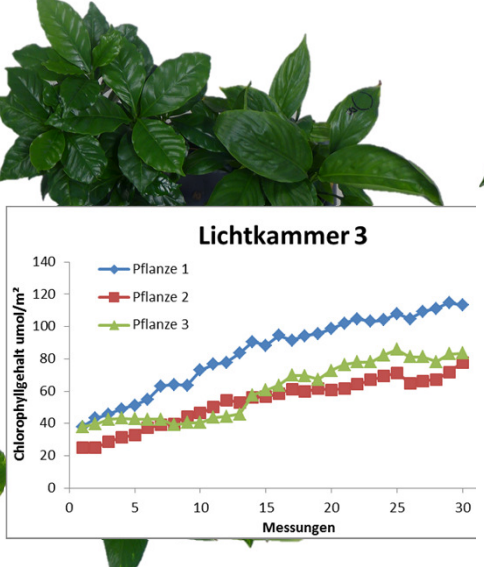 Lichtkammer 3
Chlorophyllgehalt umol/m²
140
120
100
80
60
40
20
0
Pflanze 1
Pflanze 2
Pflanze 3
0 5 10 15 20 25 30
Messungen